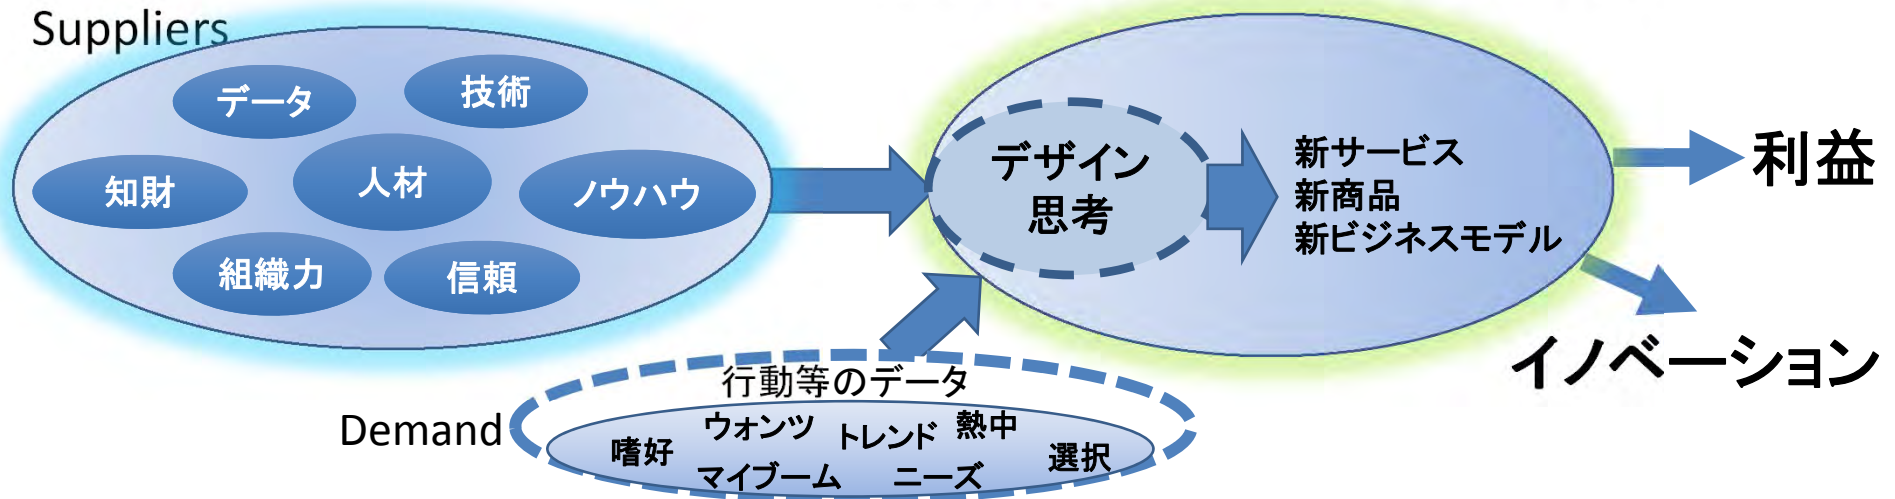 Suppliers
データ
技術
知財
人材
ノウハウ
組織力
信頼
デザイン
思考
新サービス
新商品
新ビジネスモデル
利益
イノベーション
Demand
行動等のデータ
嗜好
ウォンツ
トレンド
熱中
選択
マイブーム
ニーズ